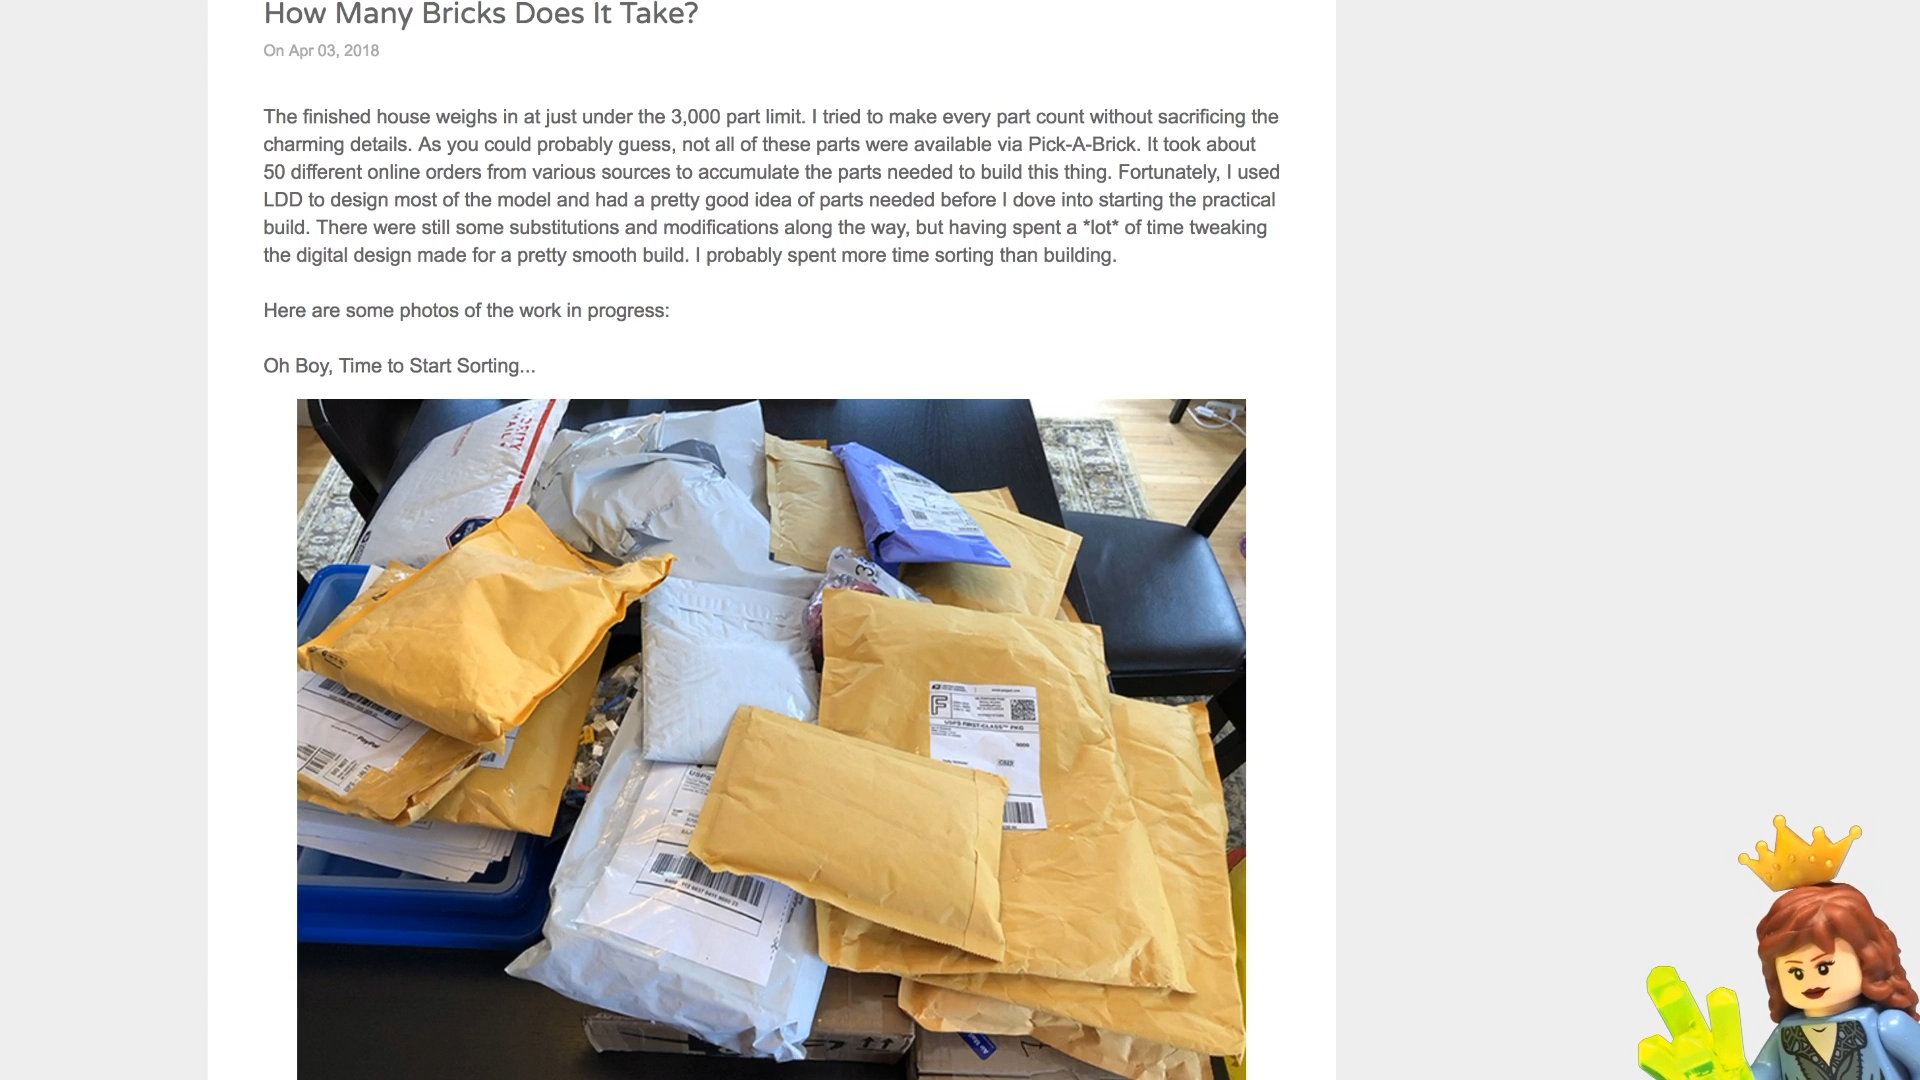 How Many Bricks Does It Take?
On Apr 03, 2018
The finished house weighs in at just under the 3,000 part limit. I tried to make every part count without sacrificing the
charming details. As you could probably guess, not all of these parts were available via Pick-A-Brick. It took about
50 different online orders from various sources to accumulate the parts needed to build this thing. Fortunately, I used
LDD to design most of the model and had a pretty good idea of parts needed before I dove into starting the practical
build. There were still some substitutions and modifications along the way, but having spent a *lot* of time tweaking
the digital design made for a pretty smooth build. I probably spent more time sorting than building.
Here are some photos of the work in progress:
Oh Boy, Time to Start Sorting...
F
USPS FIRST-CLASS™ PKG
PayPal
USPS